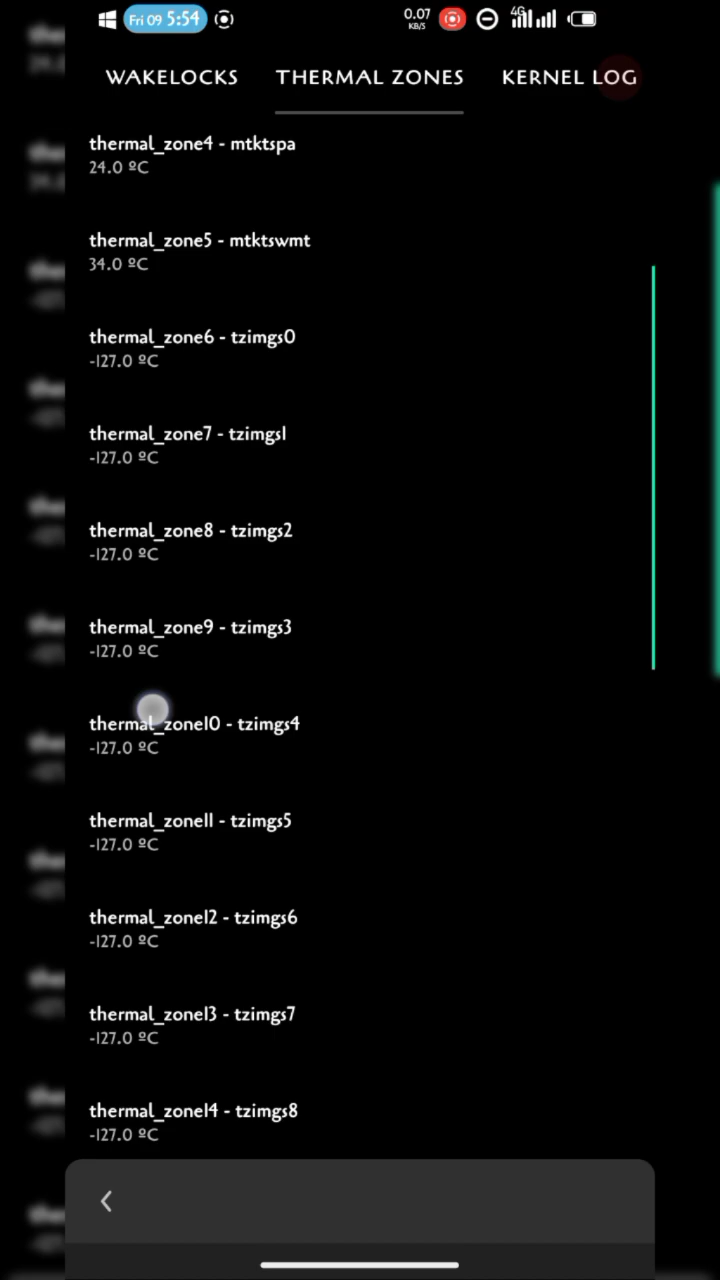 Fri 09 5:54
0.07
KB/S
4G
WAKELOCKS THERMAL ZONES KERNEL LOG
thermal_zone4 - mtktspa
24.0 ºC
thermal_zone5 - mtktswmt
34.0 ºC
thermal_zone6 - tzimgs0
-127.0 ºC
thermal_zone7 - tzimgs1
-127.0 ºC
thermal_zone8 - tzimgs2
-127.0 ºC
thermal_zone9 - tzimgs3
-127.0 ºC
thermal_zone10 - tzimgs4
-127.0 ºC
thermal_zone11 - tzimgs5
-127.0 ºC
thermal_zone12 - tzimgs6
-127.0 ºC
thermal_zone13 - tzimgs7
-127.0 ºC
thermal_zone14 - tzimgs8
-127.0 ºC